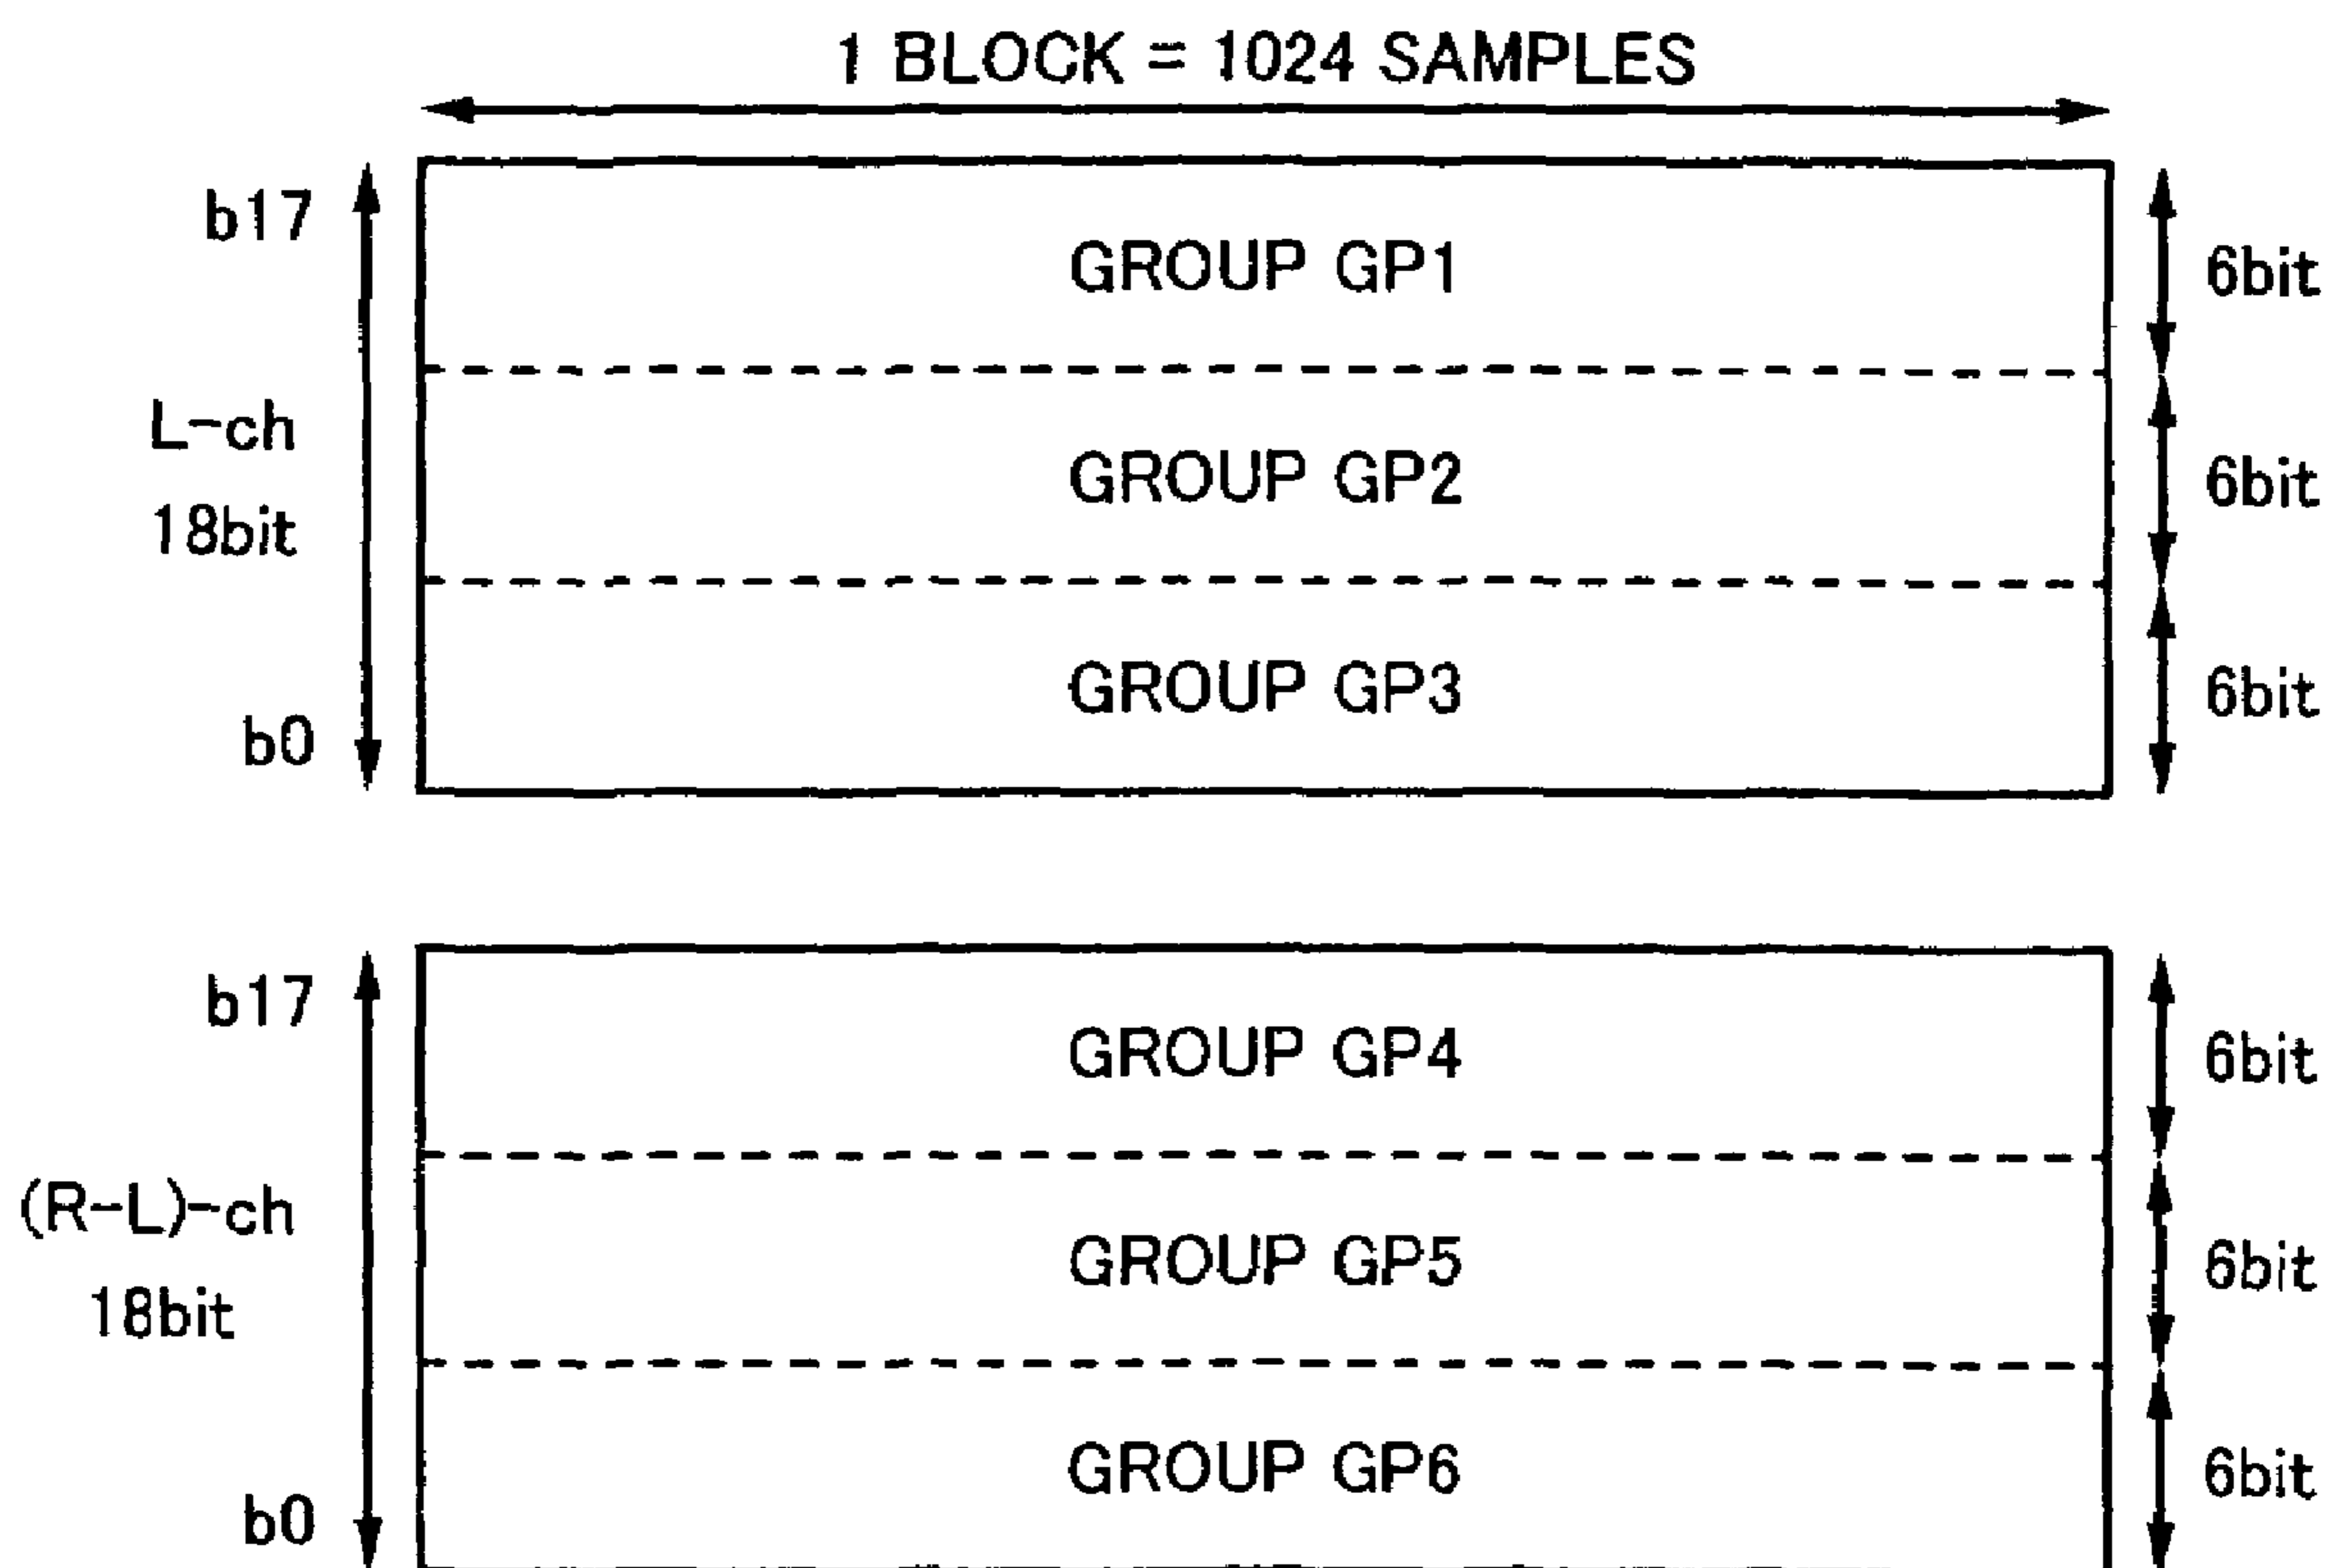 1 BLOCK = 1024 SAMPLES
b17
GROUP GP1
6bit
L-ch
18bit
GROUP GP2
6bit
GROUP GP3
6bit
b0
b17
GROUP GP4
6bit
(R-L)-ch
18bit
GROUP GP5
6bit
GROUP GP6
6bit
b0